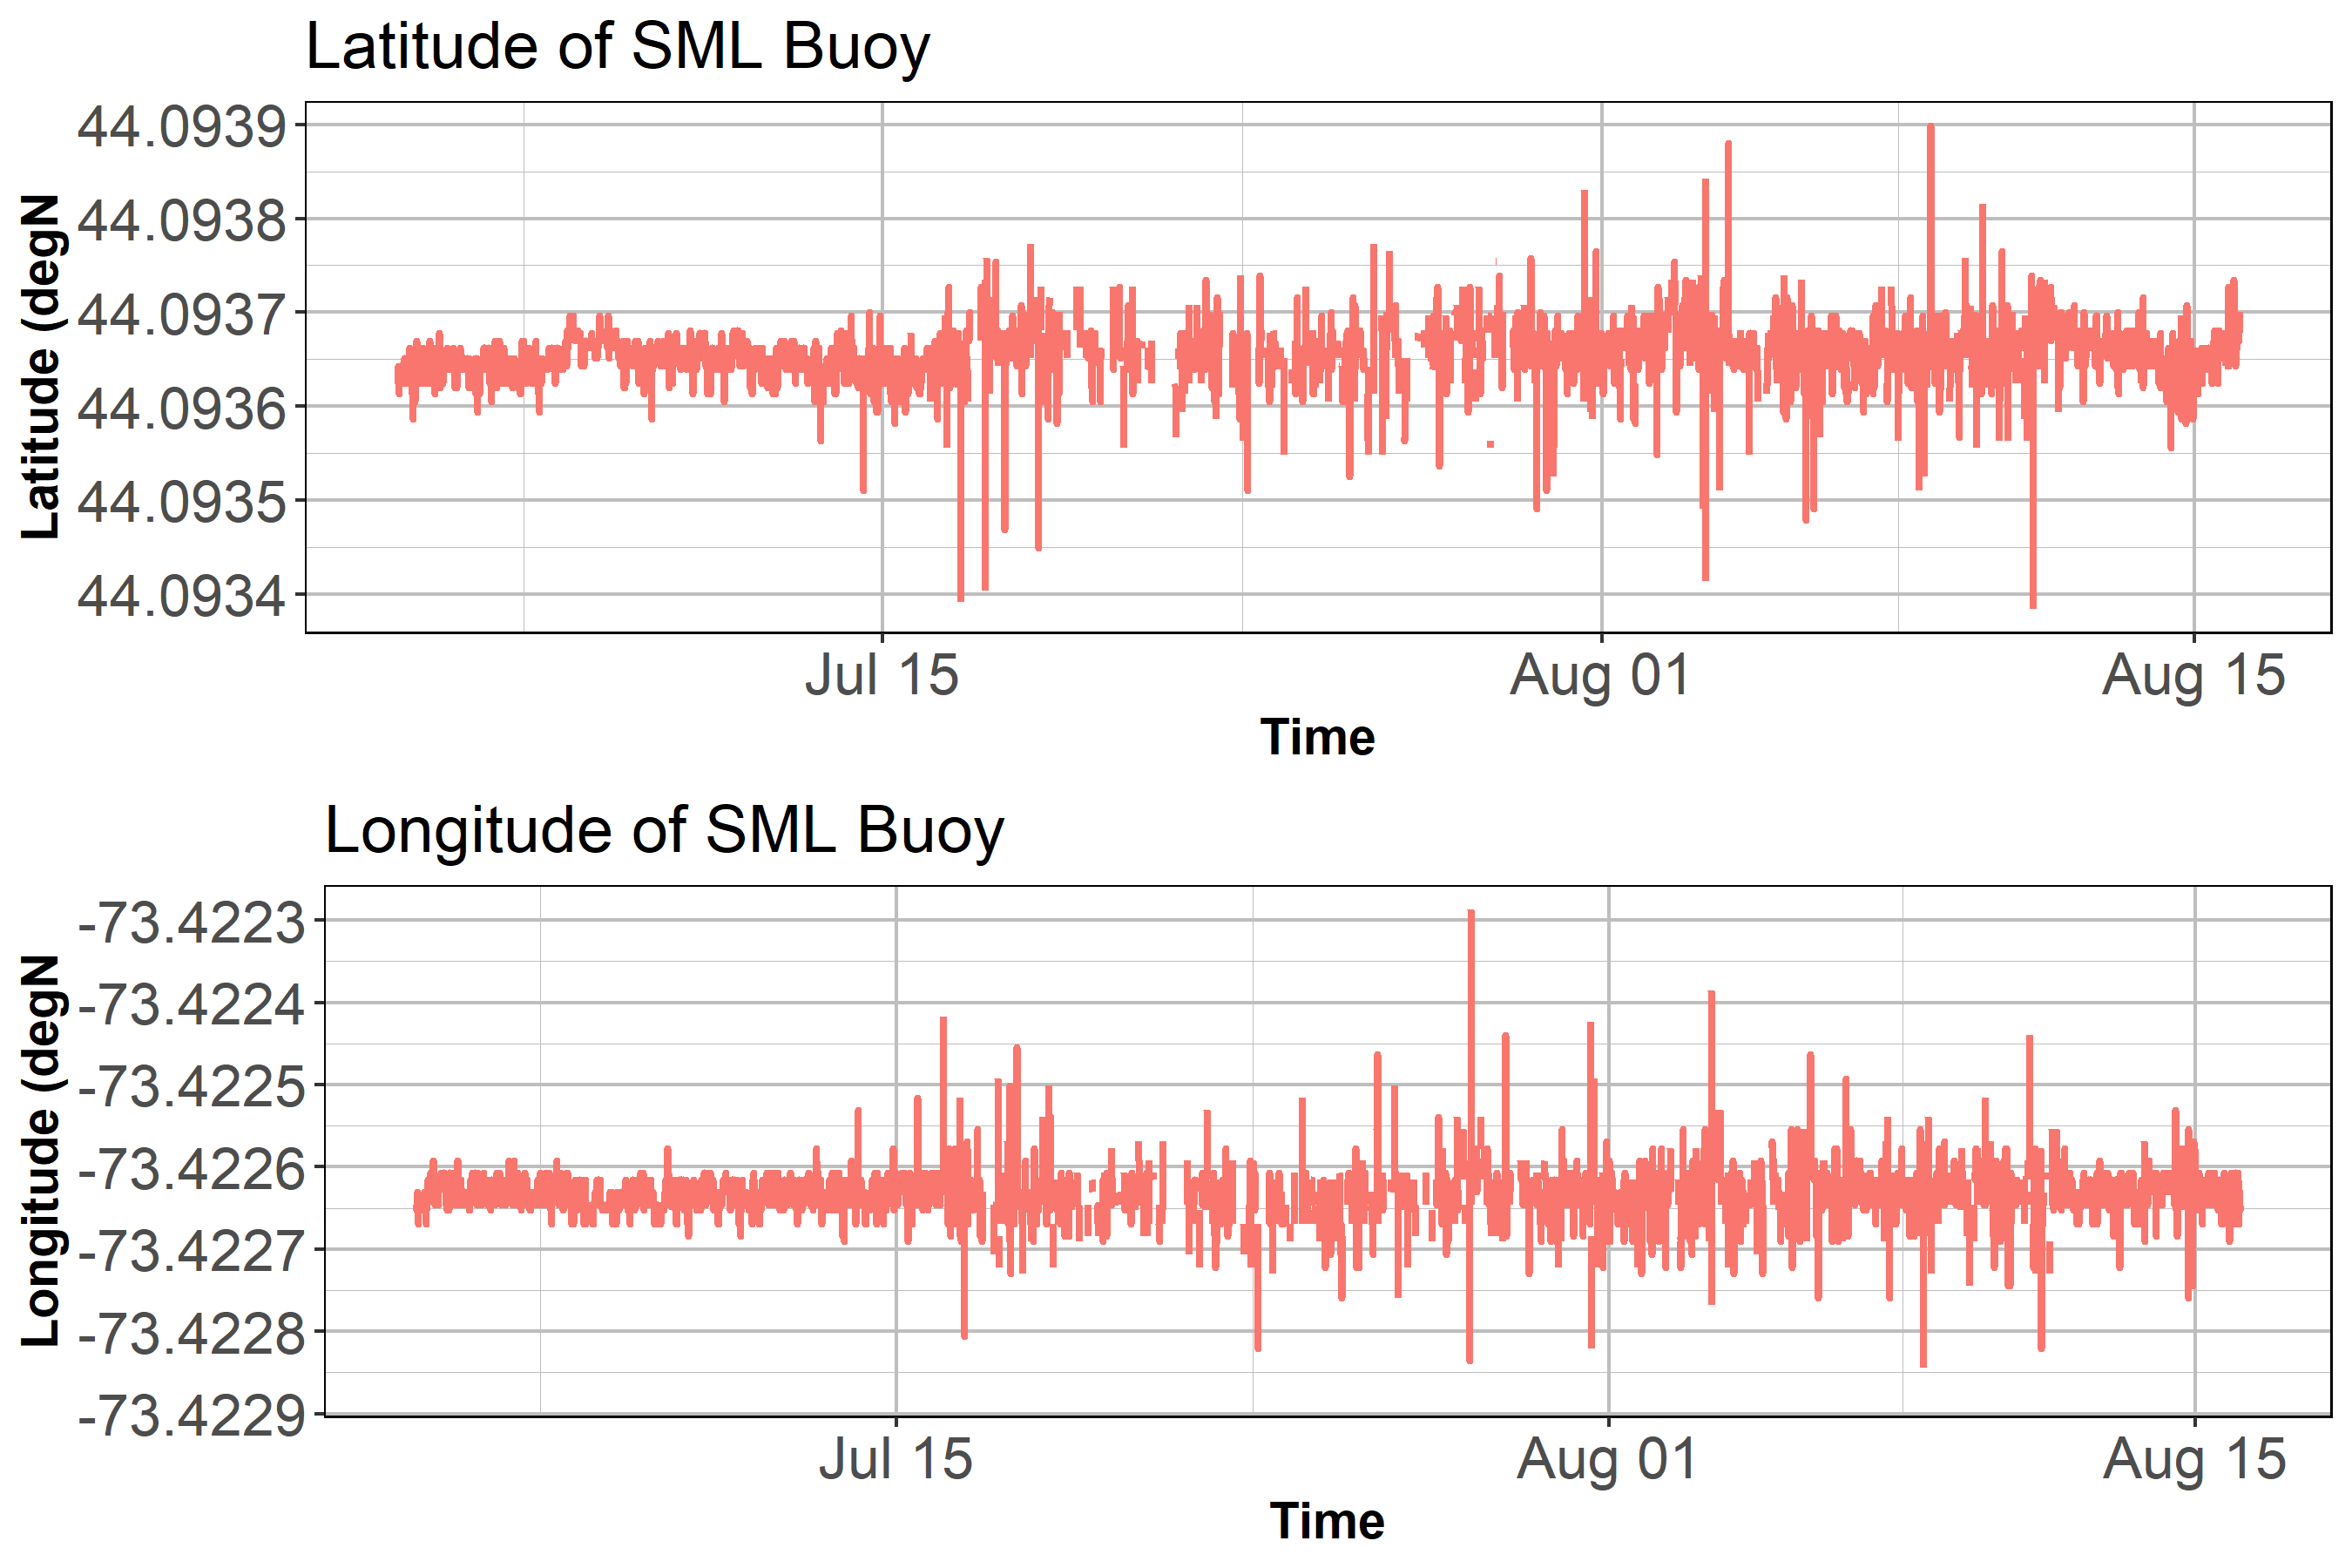 Latitude of SML Buoy
44.0939
44.0938
44.0937
44.0936
44.0935
44.0934
Latitude (degN
Jul 15 Aug 01 Aug 15
Time
Longitude of SML Buoy
-73.4223
-73.4224
-73.4225
-73.4226
-73.4227
-73.4228
-73.4229
Longitude (degN
Jul 15 Aug 01 Aug 15
Time